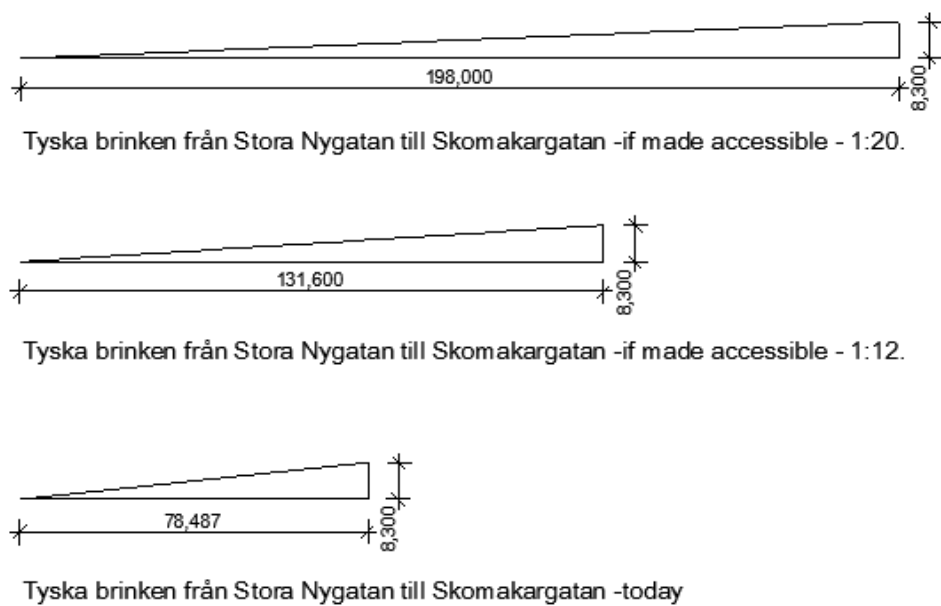 198,000
8,300
Tyska brinken från Stora Nygatan till Skomakargatan -if made accessible - 1:20.
131,600
8,300
Tyska brinken från Stora Nygatan till Skomakargatan -if made accessible - 1:12.
78,487
8,300
Tyska brinken från Stora Nygatan till Skomakargatan -today